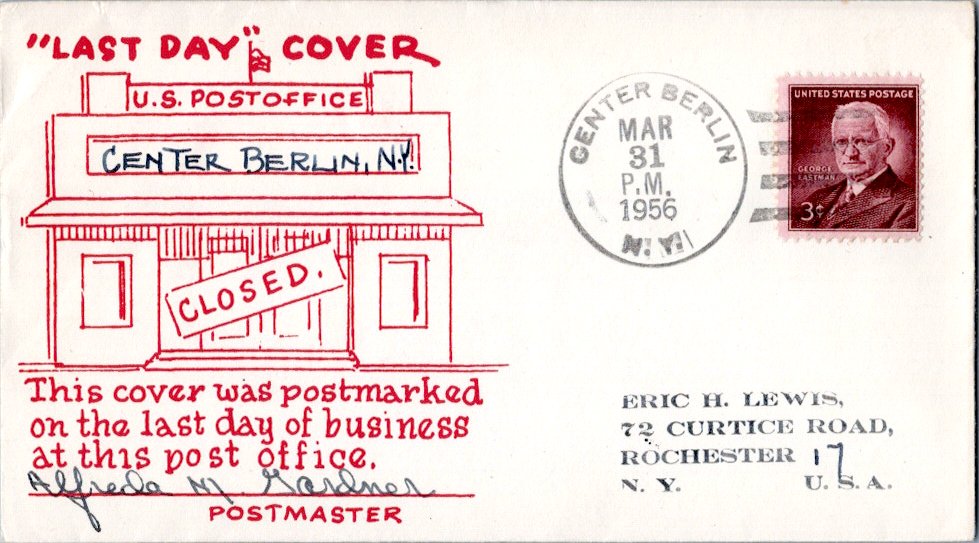 "LAST DAY" COVER
U.S. POSTOFFICE
CENTER BERLIN, N.Y.
CLOSED.
This cover was postmarked
on the last day of business
at this post office.
Alfreda M. Gardner
POSTMASTER
CENTER BERLIN
MAR
31
P.M.
1956
N.Y.
UNITED STATES POSTAGE
GEORGE
EASTMAN
3¢
ERIC H. LEWIS,
72 CURTICE ROAD,
ROCHESTER 17
N. Y. U. S. A.